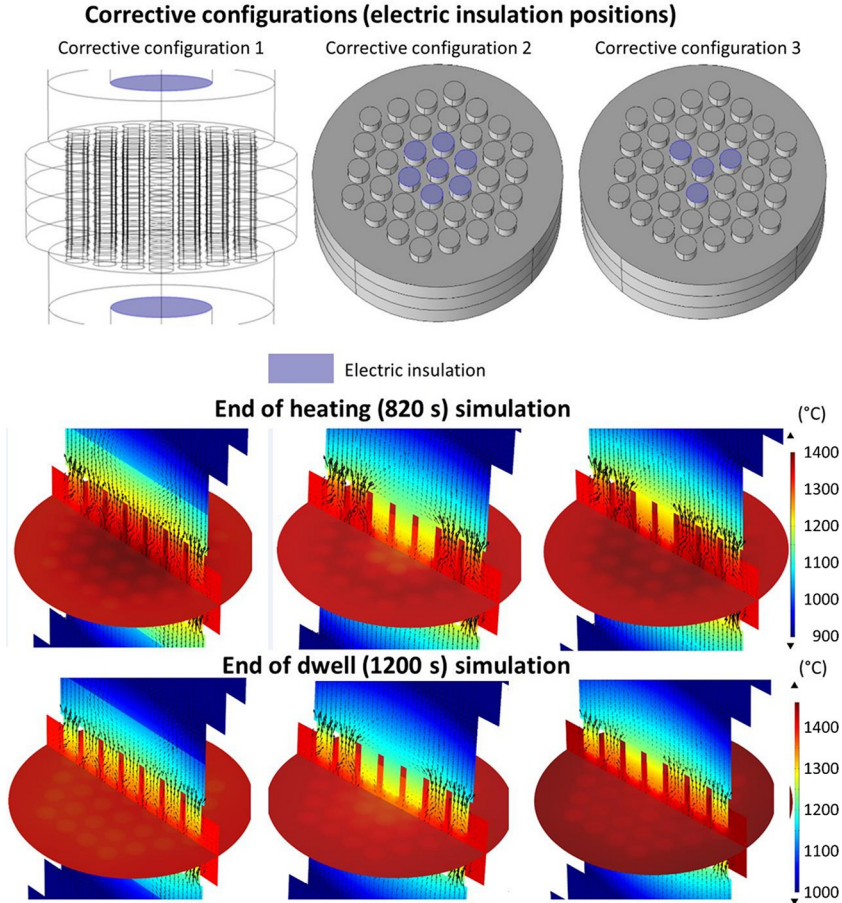 Corrective configurations (electric insulation positions)
Corrective configuration 1
Corrective configuration 2
Corrective configuration 3
Electric insulation
End of heating (820 s) simulation
(°C)
1400
1300
1200
1100
1000
900
End of dwell (1200 s) simulation
(°C)
1400
1300
1200
1100
1000